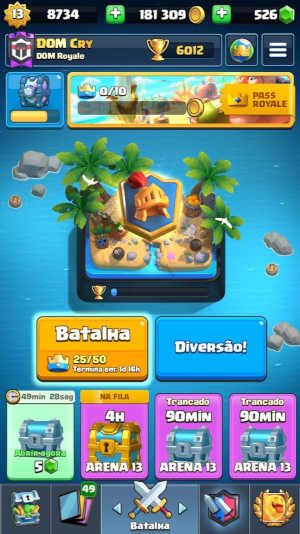 13 8734 + 181 309 + 526
DOM Cry
DOM Royale
6012
0/10
PASS
ROYALE
Batalha
25/50
Termina em: 1d 16h
Diversão!
49min 28seg
Abrir agora
5
NA FILA
4h
ARENA 13
Trancado
90min
ARENA 13
Trancado
90min
ARENA 13
49
Batalha